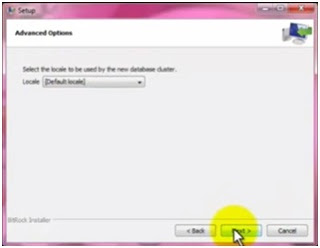 Setup
Advanced Options
Select the locale to be used by the new database cluster.
Locale [Default locale]
BitRock Installer
< Back Next > Cancel